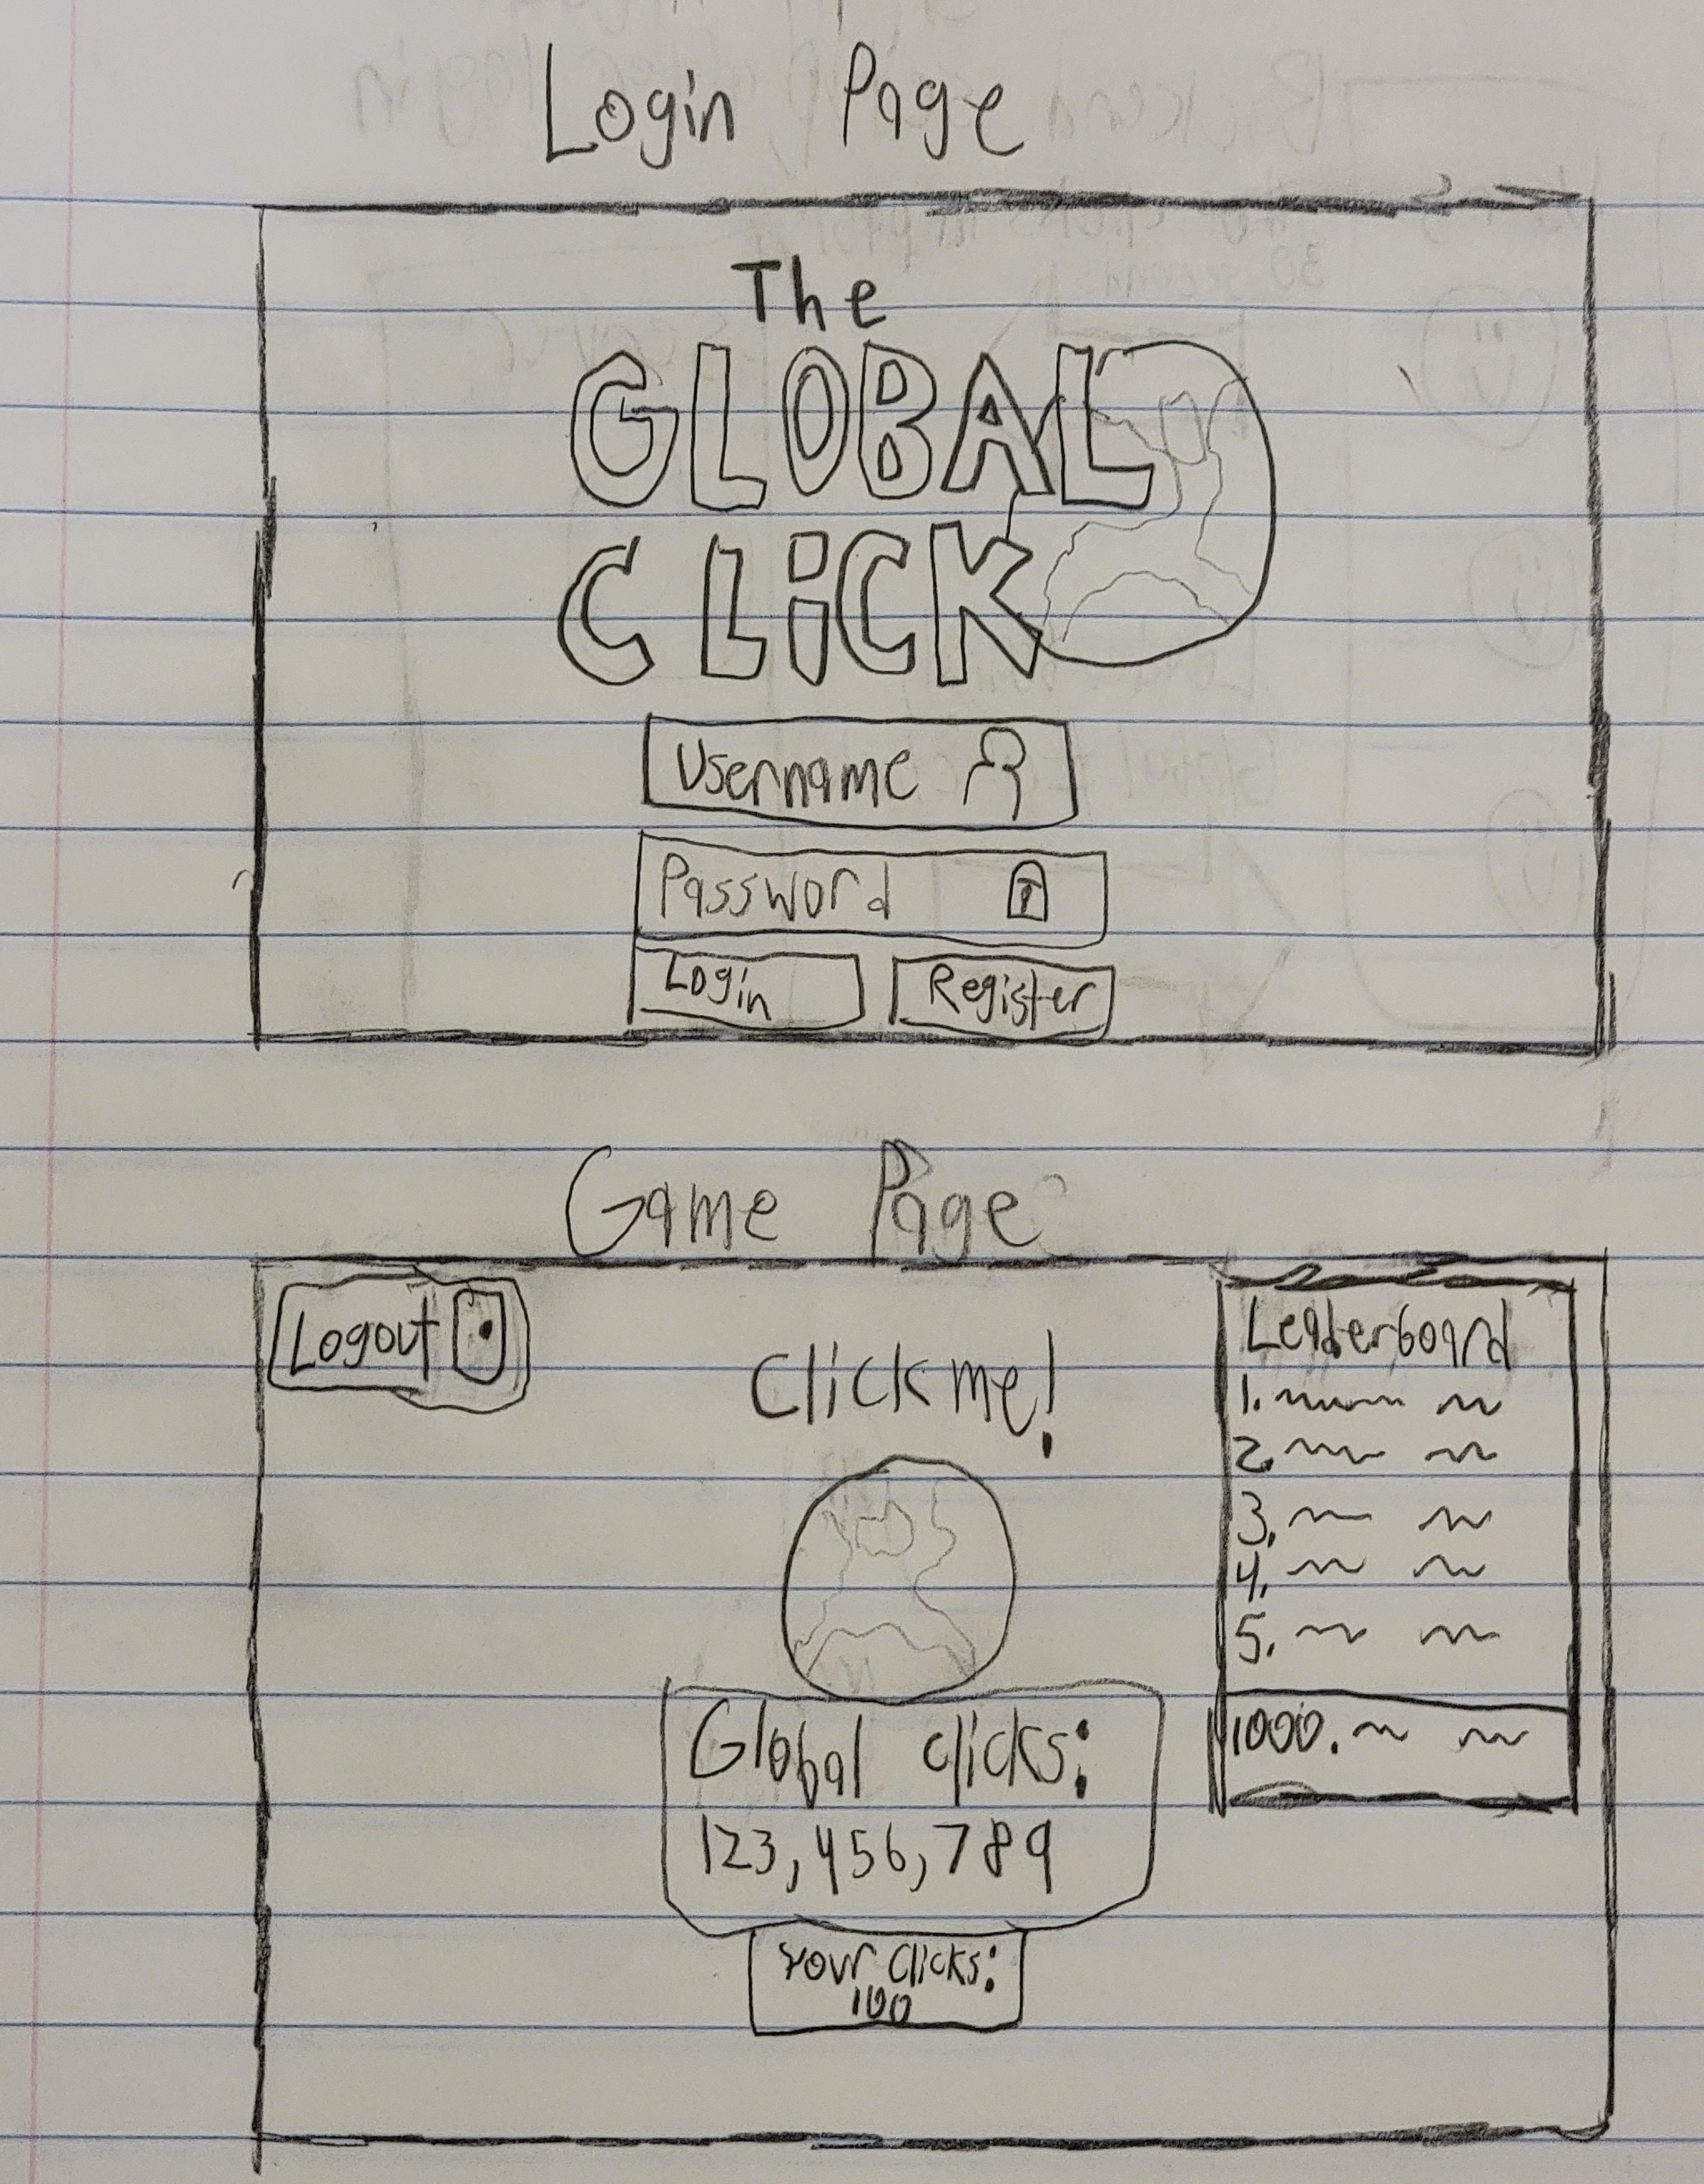 Login Page
The
GLOBAL
CLiCK
Username
Password
Login
Register
Game Page
Logout
Click me!
Leaderboard
1.
2.
3.
4.
5.
1000.
Global clicks:
123,456,789
Your Clicks:
100